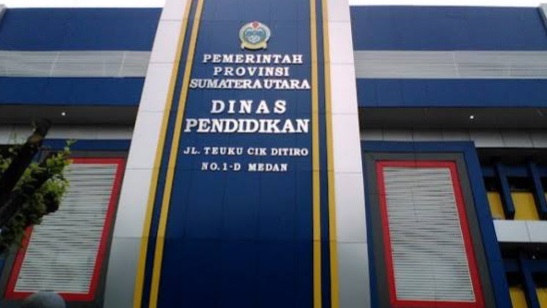 PEMERINTAH
PROVINSI
SUMATERA UTARA
DINAS
PENDIDIKAN
JL. TEUKU CIK DITIRO
NO.1-D MEDAN